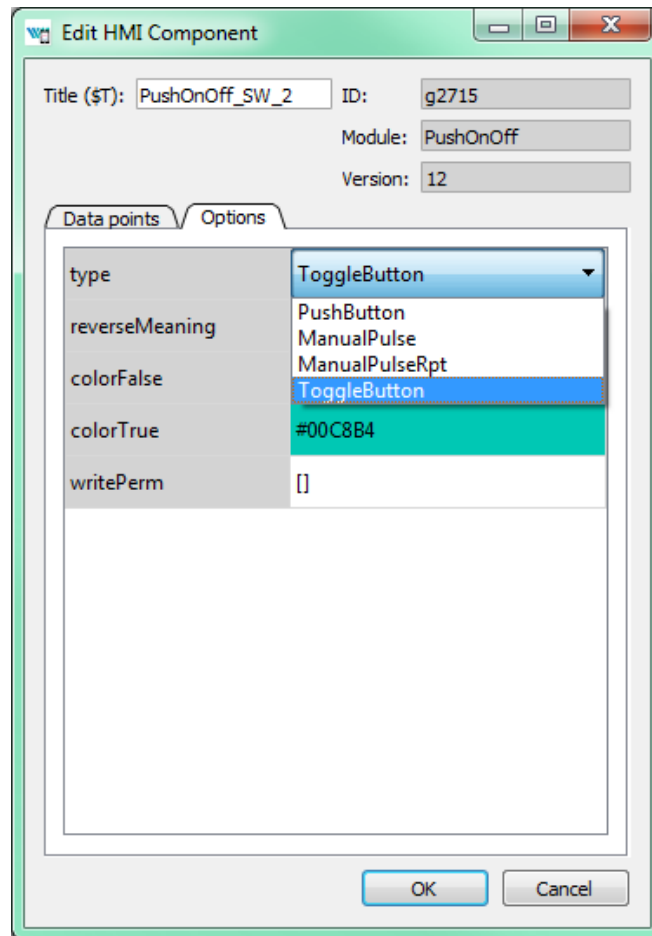 Edit HMI Component
Title ($T): PushOnOff_SW_2 ID: g2715
Module: PushOnOff
Version: 12
Data points Options
type ToggleButton
PushButton
reverseMeaning
ManualPulse
ManualPulseRpt
colorFalse
ToggleButton
colorTrue #00C8B4
writePerm []
OK Cancel